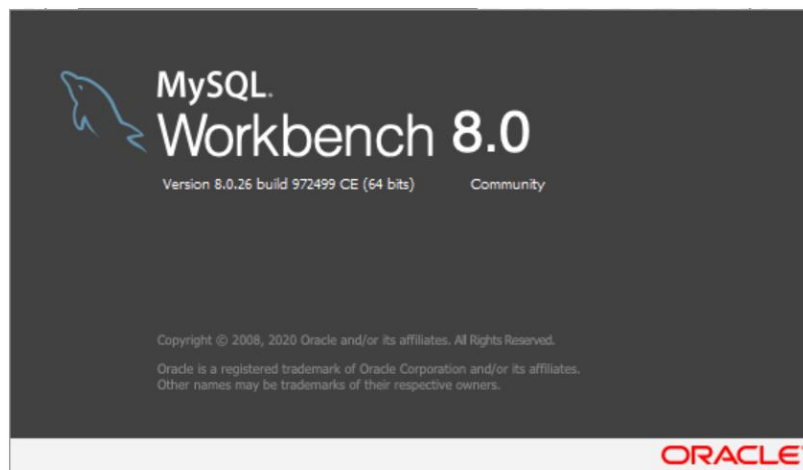 MySQL.
Workbench 8.0
Version 8.0.26 build 972499 CE (64 bits) Community
Copyright © 2008, 2020 Oracle and/or its affiliates. All Rights Reserved.
Oracle is a registered trademark of Oracle Corporation and/or its affiliates.
Other names may be trademarks of their respective owners.
ORACLE